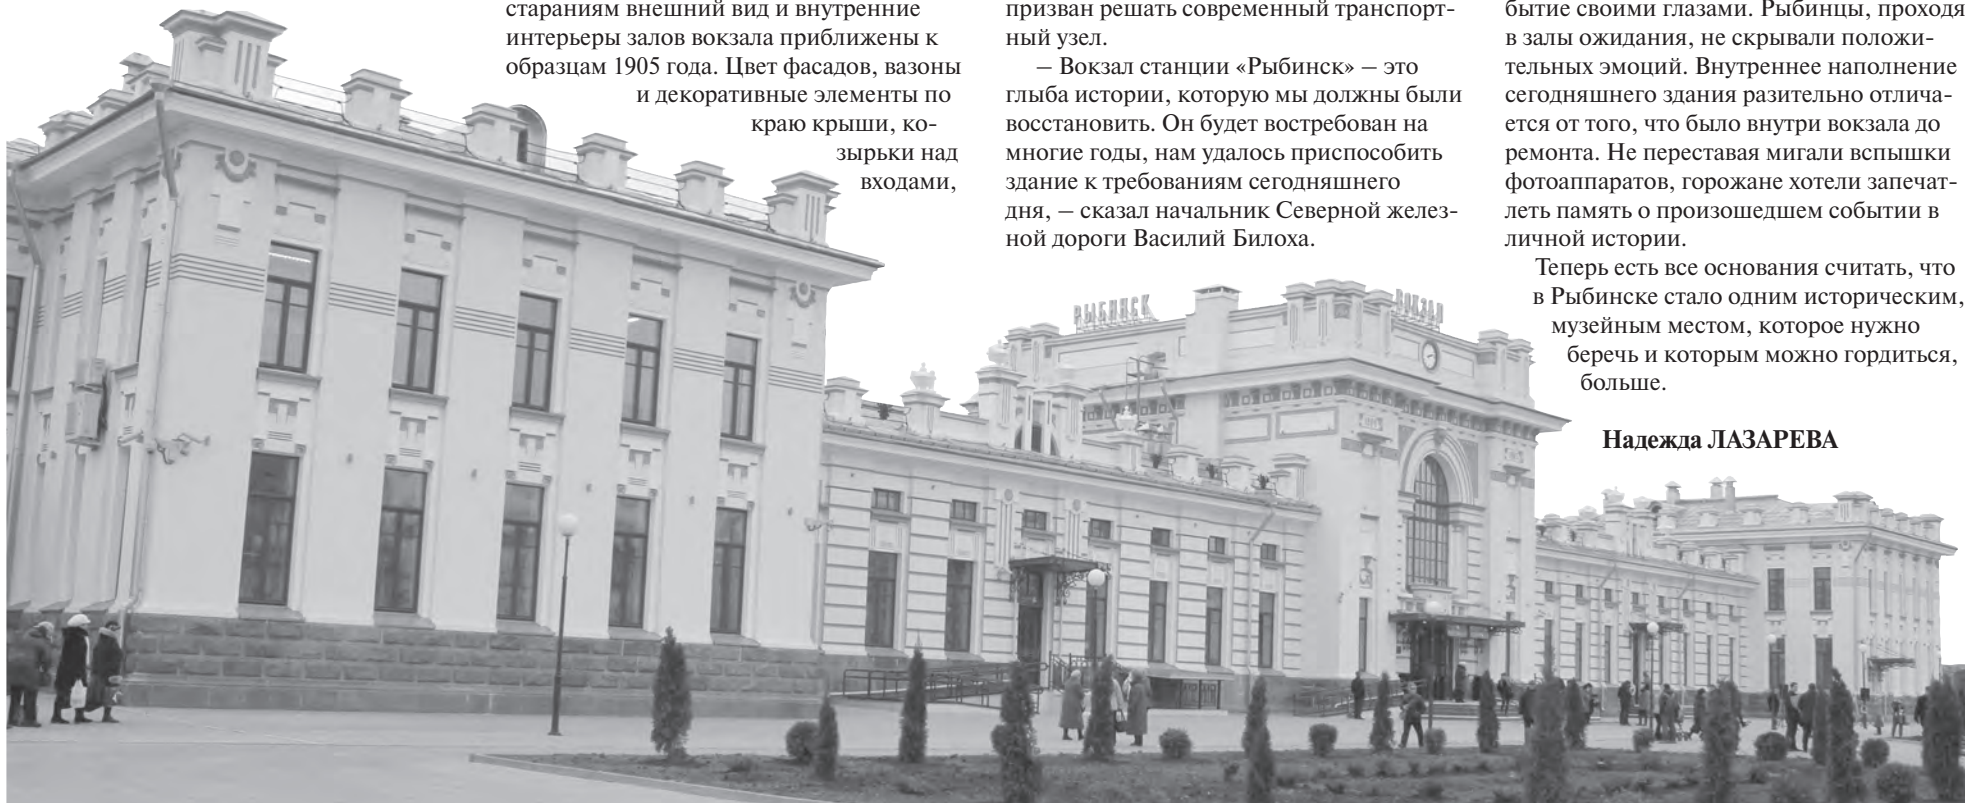 стараниям внешний вид и внутренние
интерьеры залов вокзала приближены к
образцам 1905 года. Цвет фасадов, вазоны
и декоративные элементы по
краю крыши, ко-
зырьки над
входами,
призван решать современный транспорт-
ный узел.
– Вокзал станции «Рыбинск» – это
глыба истории, которую мы должны были
восстановить. Он будет востребован на
многие годы, нам удалось приспособить
здание к требованиям сегодняшнего
дня, – сказал начальник Северной желез-
ной дороги Василий Билоха.
бытие своими глазами. Рыбинцы, проходя
в залы ожидания, не скрывали положи-
тельных эмоций. Внутреннее наполнение
сегодняшнего здания разительно отлича-
ется от того, что было внутри вокзала до
ремонта. Не переставая мигали вспышки
фотоаппаратов, горожане хотели запечат-
леть память о произошедшем событии в
личной истории.
Теперь есть все основания считать, что
в Рыбинске стало одним историческим,
музейным местом, которое нужно
беречь и которым можно гордиться,
больше.
Надежда ЛАЗАРЕВА
РЫБИНСК
ВОКЗАЛ